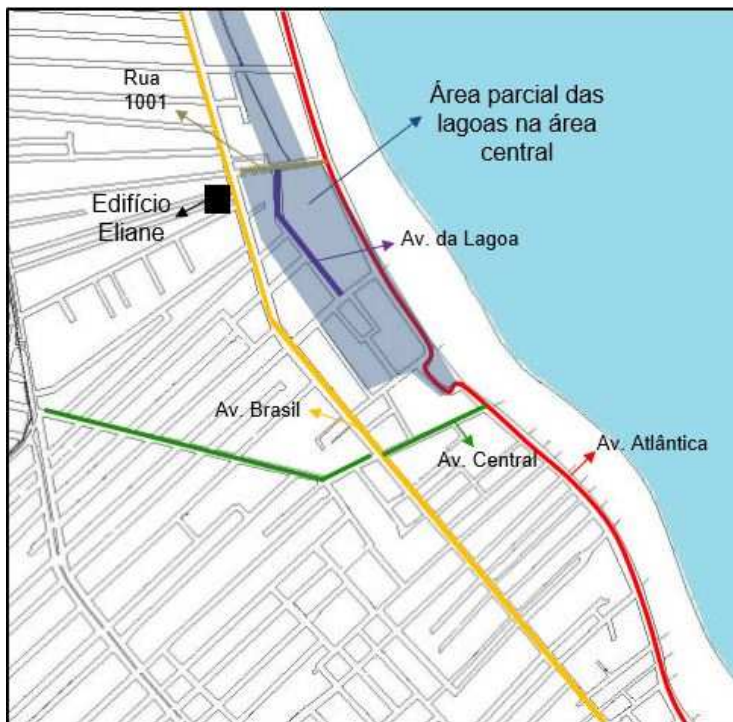 Rua
1001
Área parcial das
lagoas na área
central
Edifício
Eliane
Av. da Lagoa
Av. Brasil
Av. Central
Av. Atlântica